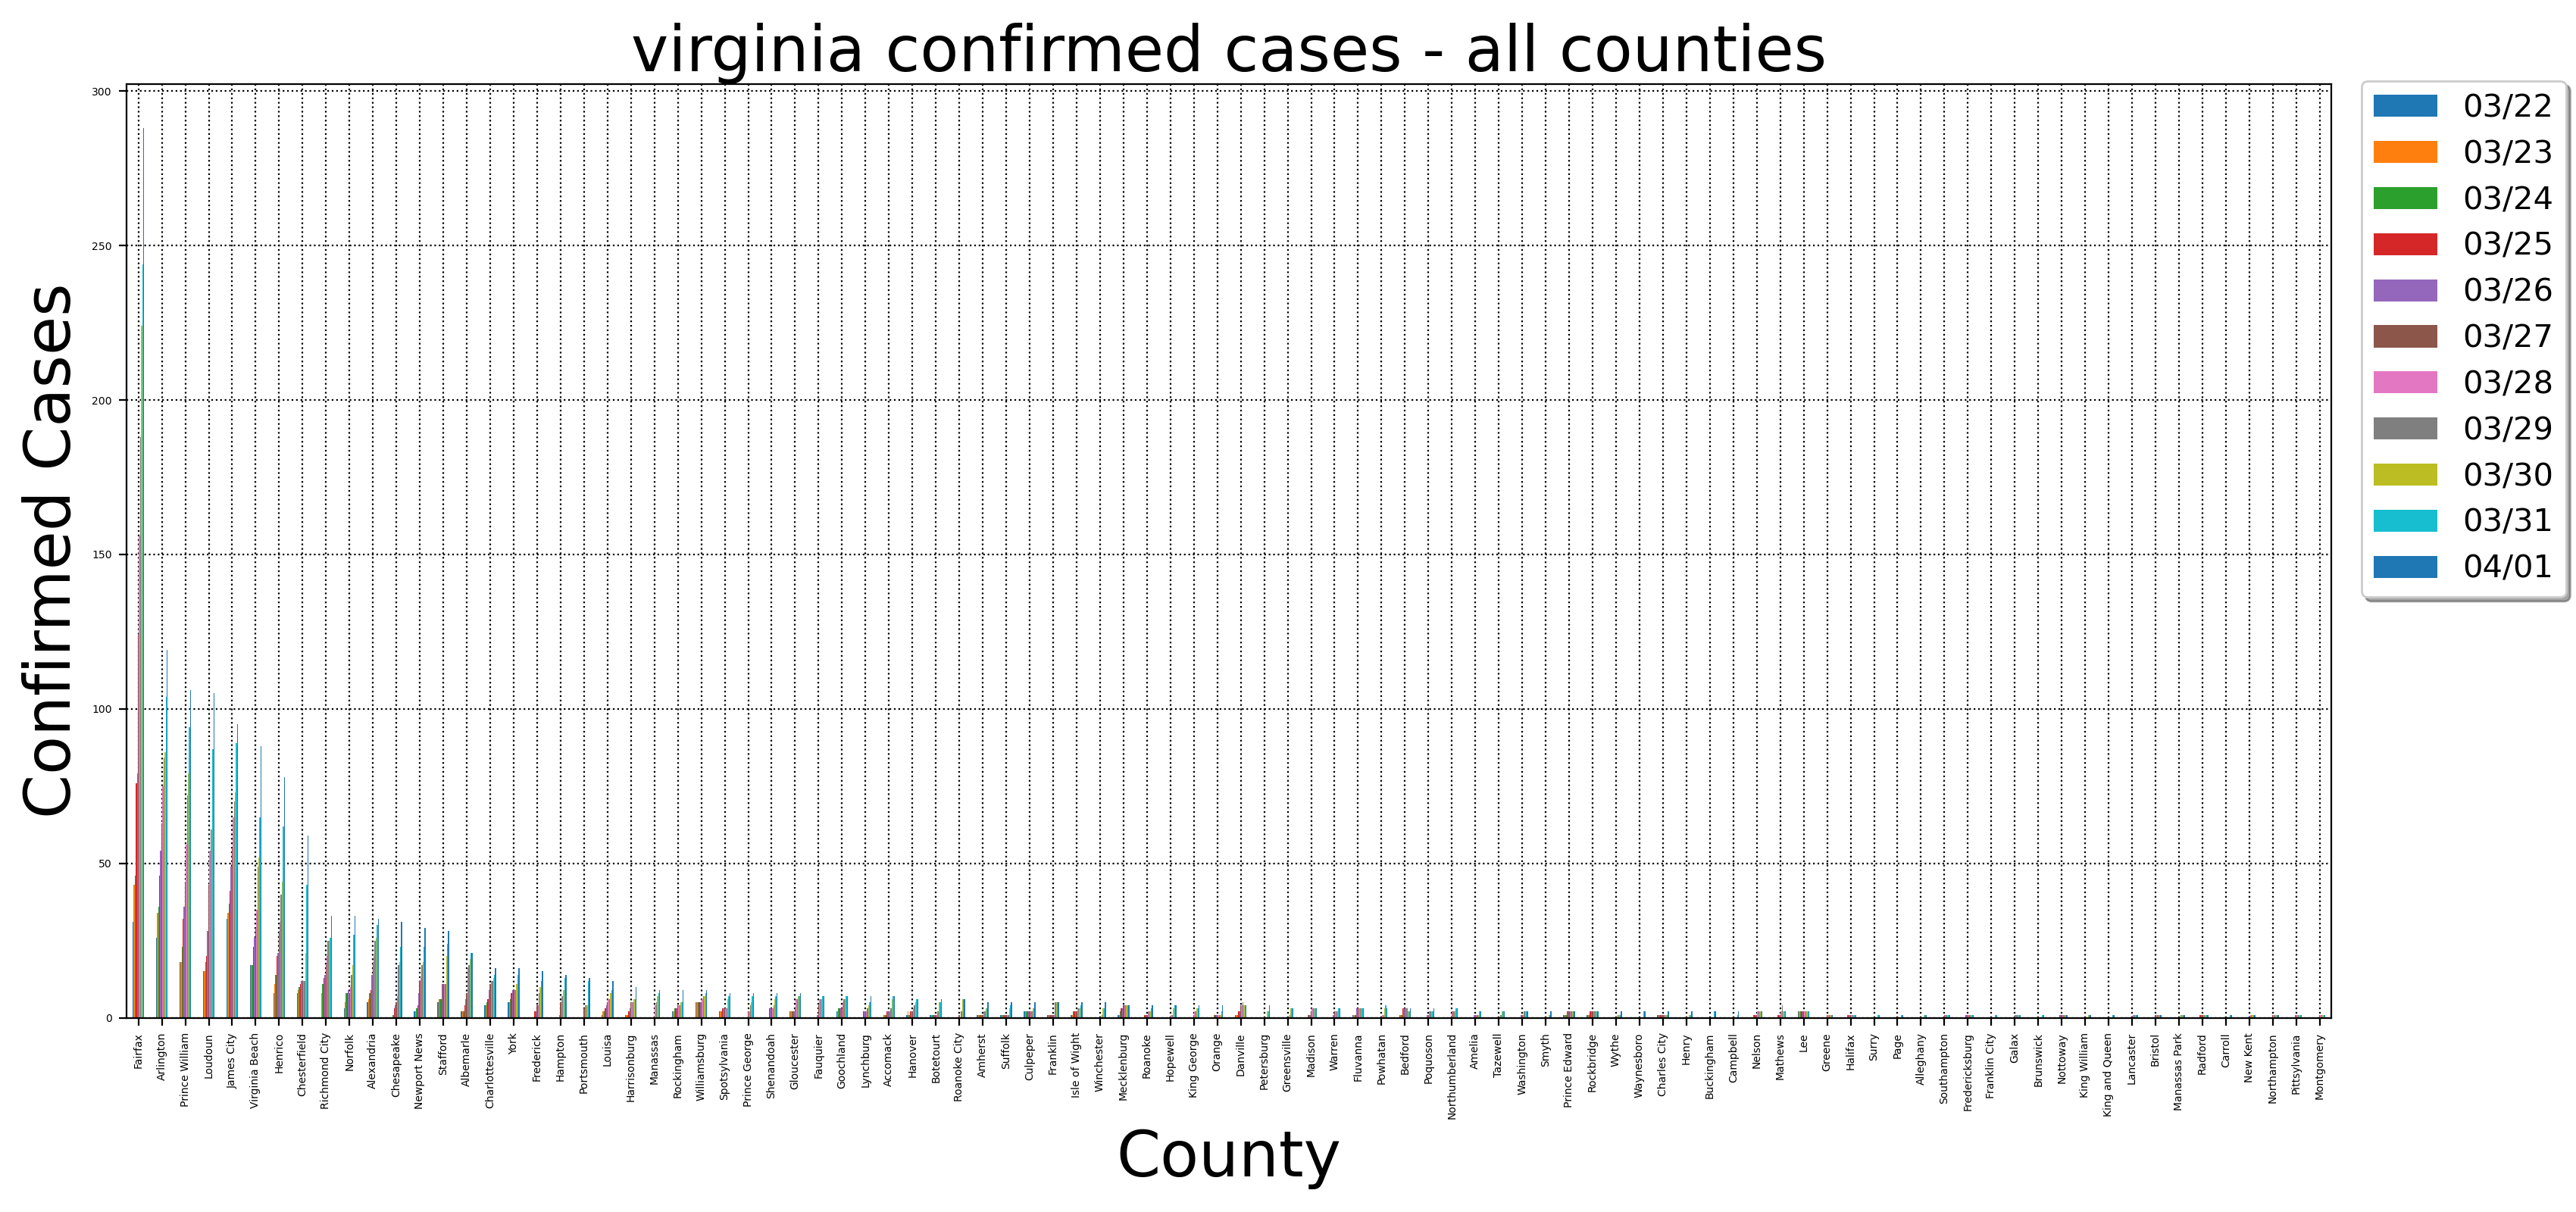 virginia confirmed cases - all counties
Confirmed Cases
300
250
200
150
100
50
0
03/22
03/23
03/24
03/25
03/26
03/27
03/28
03/29
03/30
03/31
04/01
Fairfax
Arlington
Prince William
Loudoun
James City
Virginia Beach
Henrico
Chesterfield
Richmond City
Norfolk
Alexandria
Chesapeake
Newport News
Stafford
Albemarle
Charlottesville
York
Frederick
Hampton
Portsmouth
Louisa
Harrisonburg
Manassas
Rockingham
Williamsburg
Spotsylvania
Prince George
Shenandoah
Gloucester
Fauquier
Goochland
Lynchburg
Accomack
Hanover
Botetourt
Roanoke City
Amherst
Suffolk
Culpeper
Franklin
Isle of Wight
Winchester
Mecklenburg
Roanoke
Hopewell
King George
Orange
Danville
Petersburg
Greensville
Madison
Warren
Fluvanna
Powhatan
Bedford
Poquoson
Northumberland
Amelia
Tazewell
Washington
Smyth
Prince Edward
Rockbridge
Wythe
Waynesboro
Charles City
Henry
Buckingham
Campbell
Nelson
Mathews
Lee
Greene
Halifax
Surry
Page
Alleghany
Southampton
Fredericksburg
Franklin City
Galax
Brunswick
Nottoway
King William
King and Queen
Lancaster
Bristol
Manassas Park
Radford
Carroll
New Kent
Northampton
Pittsylvania
Montgomery
County